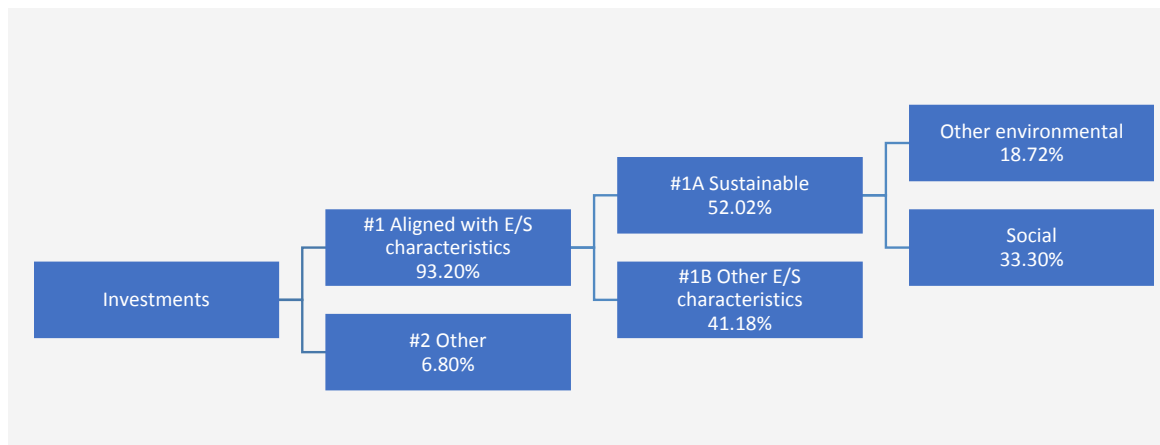 Investments
#1 Aligned with E/S
characteristics
93.20%
#2 Other
6.80%
#1A Sustainable
52.02%
#1B Other E/S
characteristics
41.18%
Other environmental
18.72%
Social
33.30%